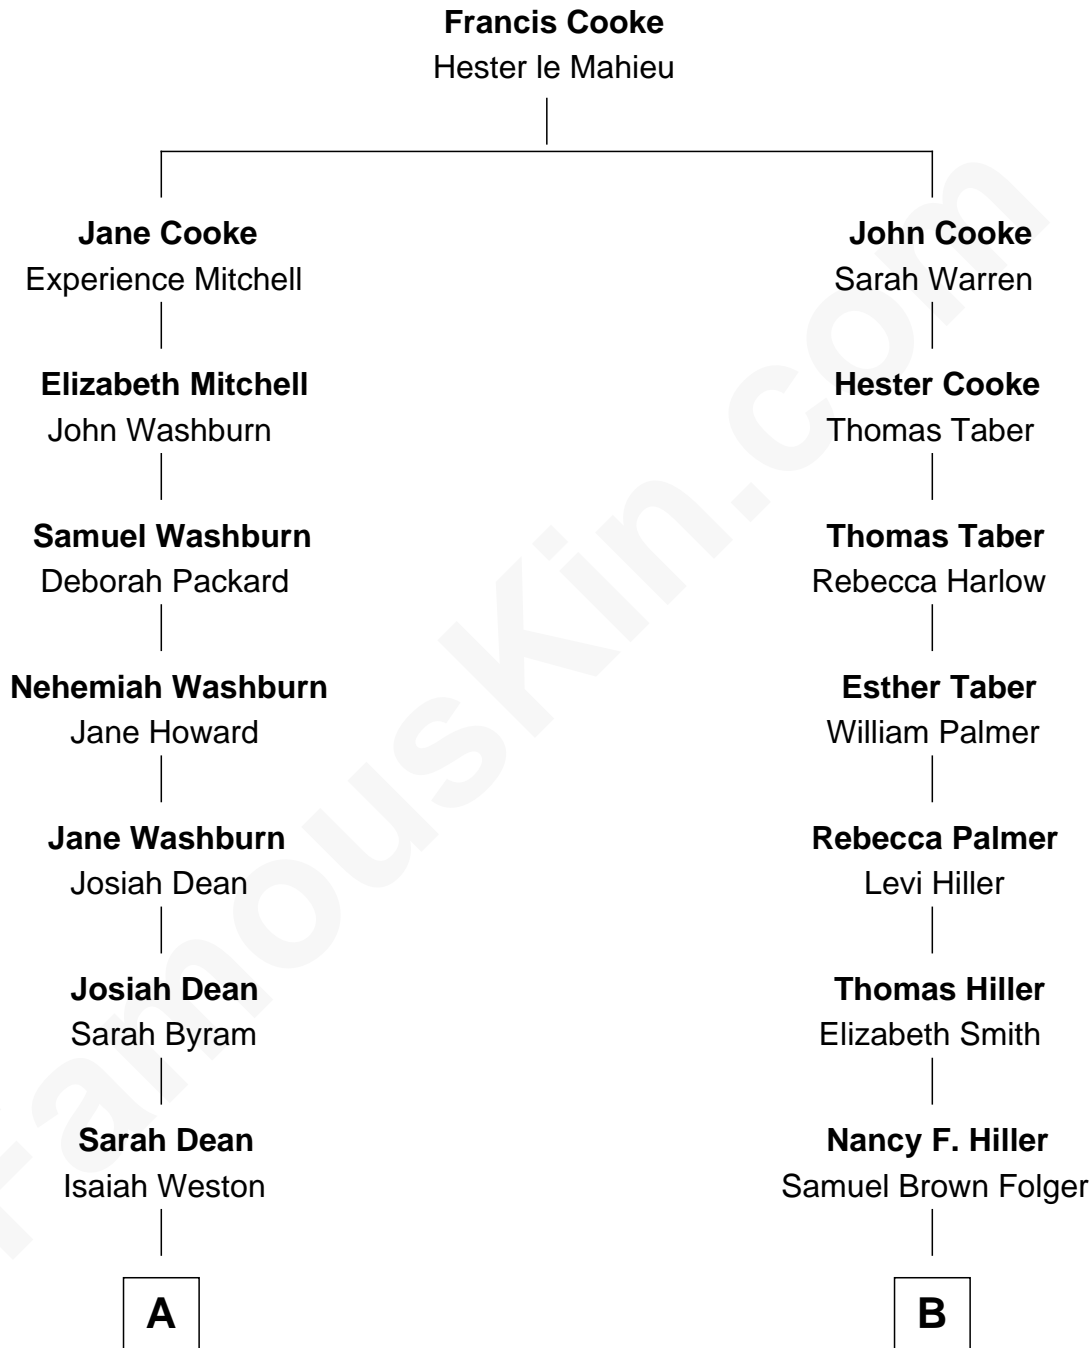 Francis Cooke
Hester le Mahieu
Jane Cooke
Experience Mitchell
Elizabeth Mitchell
John Washburn
Samuel Washburn
Deborah Packard
Nehemiah Washburn
Jane Howard
Jane Washburn
Josiah Dean
Josiah Dean
Sarah Byram
Sarah Dean
Isaiah Weston
A
John Cooke
Sarah Warren
Hester Cooke
Thomas Taber
Thomas Taber
Rebecca Harlow
Esther Taber
William Palmer
Rebecca Palmer
Levi Hiller
Thomas Hiller
Elizabeth Smith
Nancy F. Hiller
Samuel Brown Folger
B
FamousKin.com